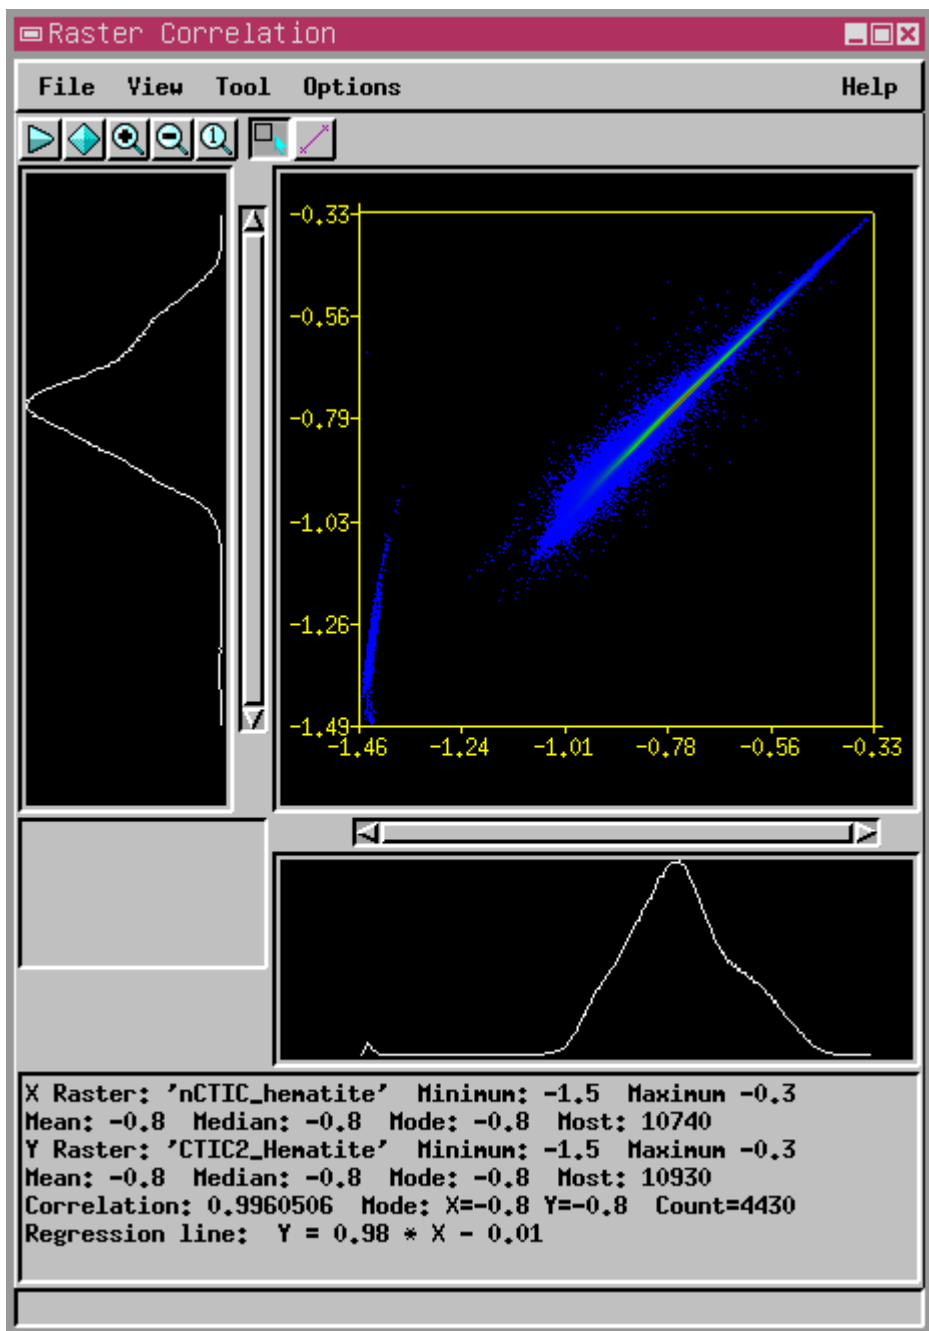 Raster Correlation
File View Tool Options Help
1
-0.33
-0.56
-0.79
-1.03
-1.26
-1.49
-1.46 -1.24 -1.01 -0.78 -0.56 -0.33
X Raster: 'nCTIC_hematite' Minimum: -1.5 Maximum -0.3
Mean: -0.8 Median: -0.8 Mode: -0.8 Most: 10740
Y Raster: 'CTIC2_Hematite' Minimum: -1.5 Maximum -0.3
Mean: -0.8 Median: -0.8 Mode: -0.8 Most: 10930
Correlation: 0.9960506 Mode: X=-0.8 Y=-0.8 Count=4430
Regression line: Y = 0.98 * X - 0.01